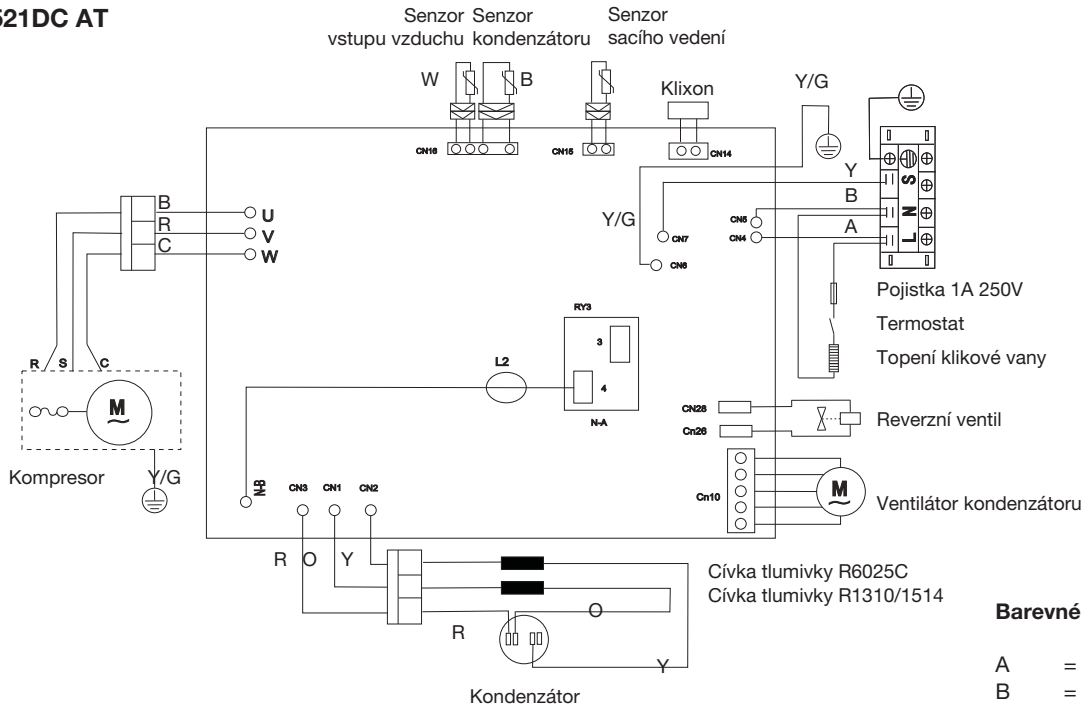 521DC AT
Senzor Senzor Senzor
vstupu vzduchu kondenzátoru sacího vedení
W B Klixon Y/G
CN16 CN15 CN14
Y
S
B
Y/G CN5
N
CN7 CN4 A
L
CN6
B U
R V
C W
Pojistka 1A 250V
Termostat
Topení klikové vany
RY3
3
L2
4
N-A
R S C
M
Kompresor Y/G
CN28
Cn26
Reverzní ventil
Cn10 M
Ventilátor kondenzátoru
N-B CN3 CN1 CN2
R O Y
Cívka tlumivky R6025C
Cívka tlumivky R1310/1514
O
R
Y
Kondenzátor
Barevné
A =
B =